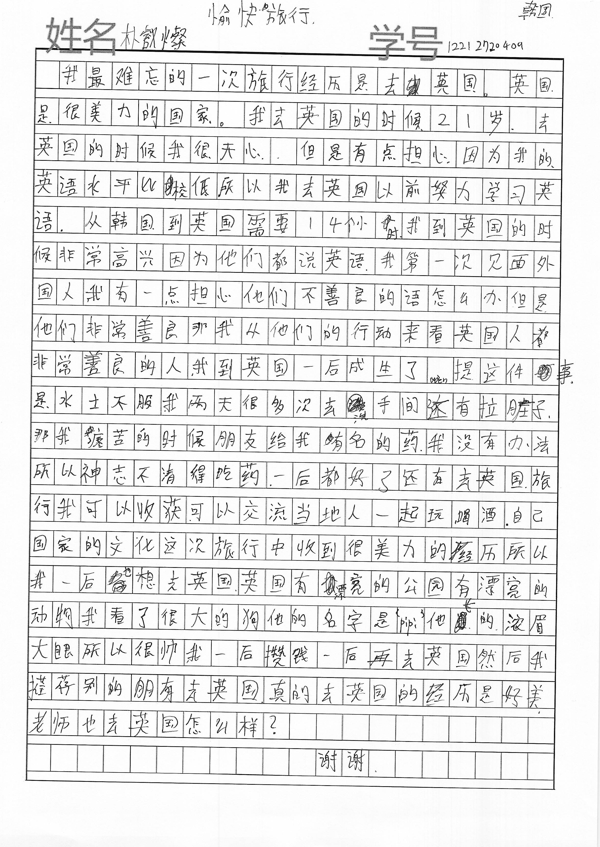 愉快旅行. 韩国
姓名 朴 灿 学号 12212720409
我最难忘的一次旅行经历是去英国。英国
是很美力的国家。我去英国的时候21岁.去
英国的时候我很天心.但是有点担心.因为我的
英语水平比较低所以我去英国以前努力学习英
语.从韩国到英国需要14个小时.我到英国的时
候非常高兴因为他们都说英语.我第一次见面外
国人我有一点担心他们不善良的话怎么办但是
他们非常善良那我从他们的行动来看英国人都
非常善良的人我到英国一后成生了 提这件事
是水土不服我两天很多次去洗手间还有拉肚子.
那我 苦的时候朋友给我有名的药.我没有办法
所以神志不清得吃药.一后都好了还有去英国旅
行我可以收获可以交流当地人一起玩喝酒.自己
国家的文化这次旅行中收到很美力的经历所以
我一后也想去英国.英国有漂亮的公园有漂亮的
动物我看了很大的狗他的名字是"帅"他长的.浓眉
大眼所以很帅我一后攒钱一后再去英国然后我
推荐别的朋有去英国真的去英国的经历是好美.
老师也去英国怎么样?
谢谢.